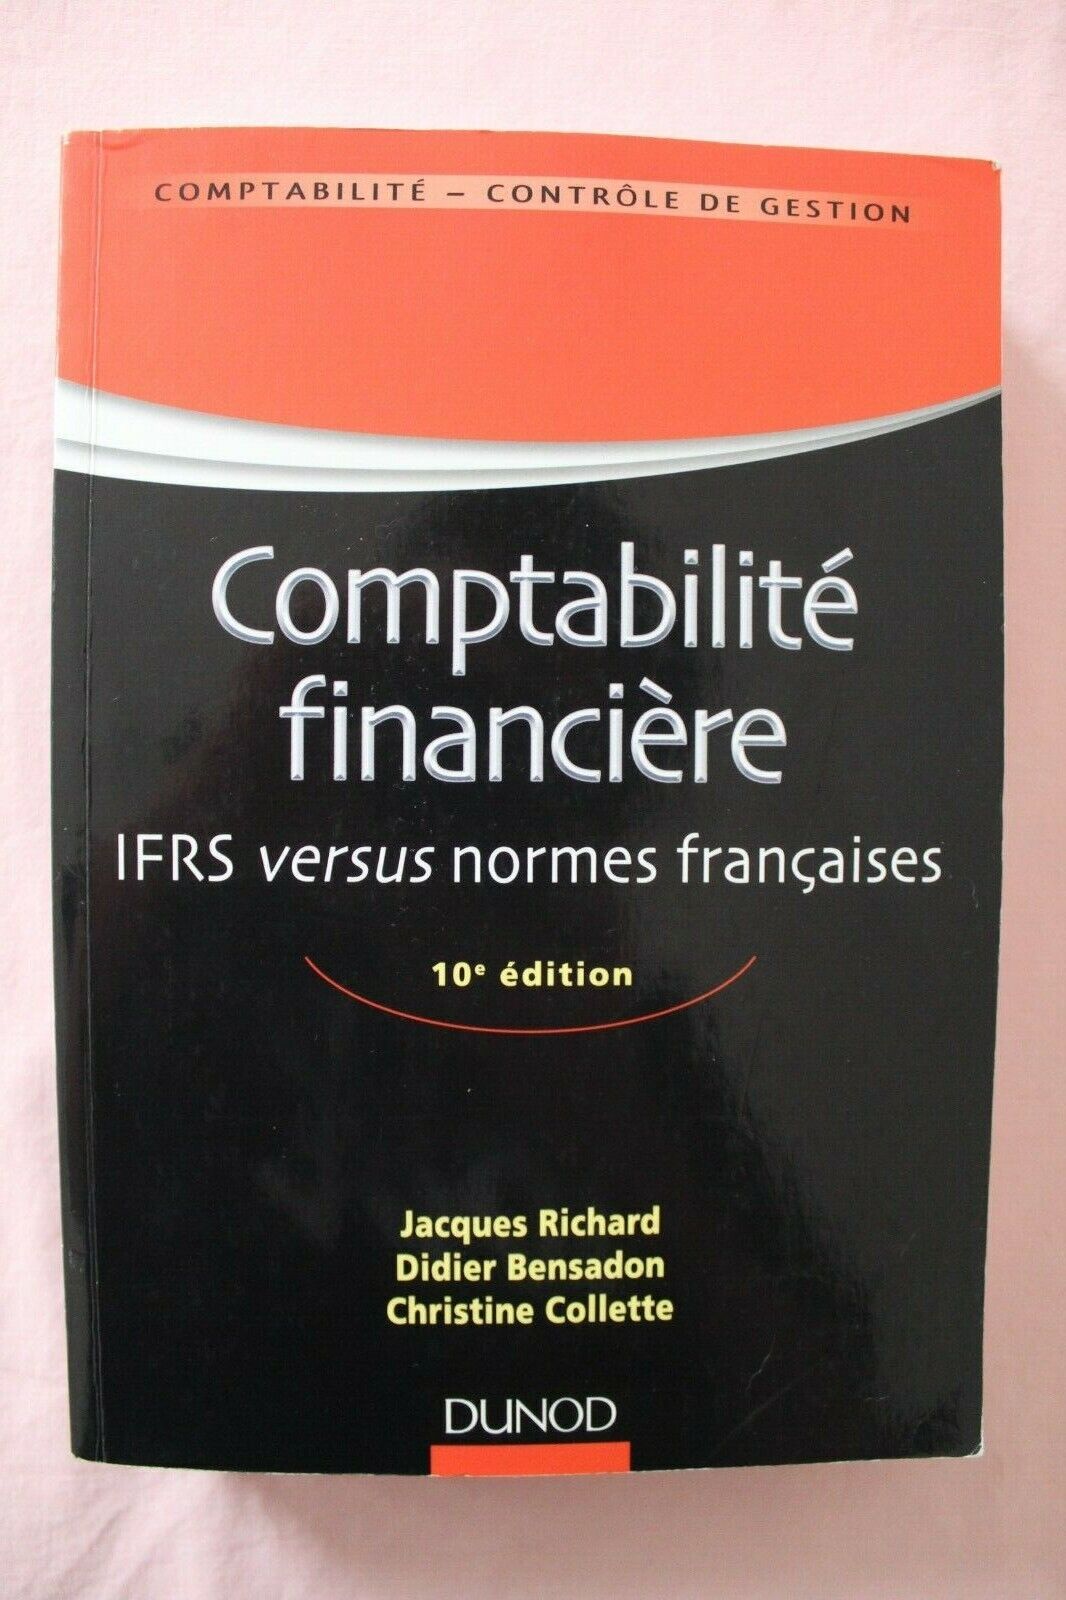 COMPTABILITÉ – CONTRÔLE DE GESTION
Comptabilité
financière
IFRS versus normes françaises
10e édition
Jacques Richard
Didier Bensadon
Christine Collette
DUNOD